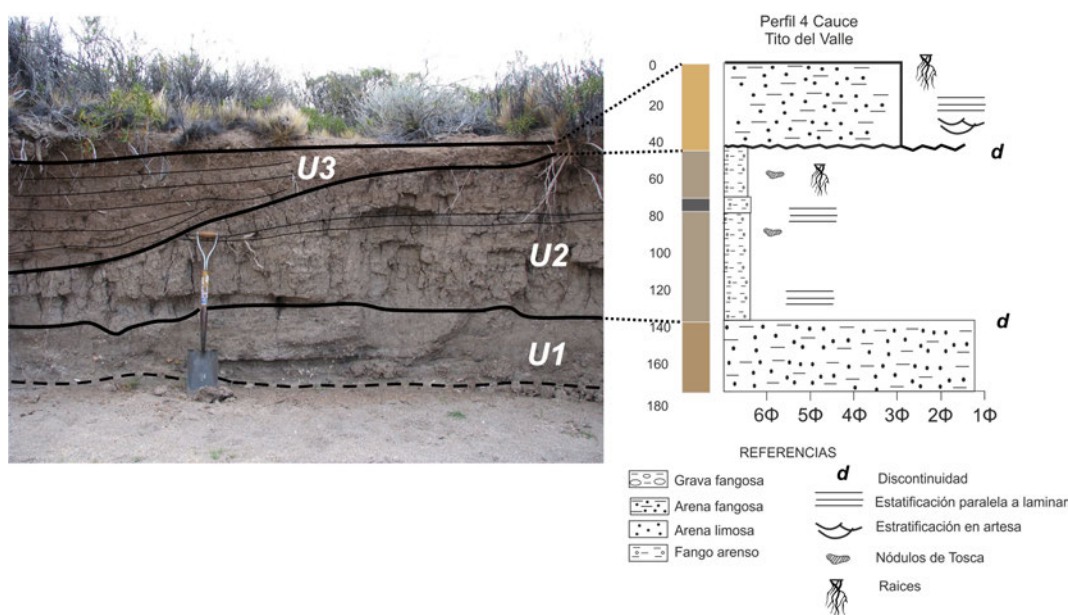 Perfil 4 Cauce
Tito del Valle
U3
U2
U1
0
20
40
60
80
100
120
140
160
180
d
d
6Φ 5Φ 4Φ 3Φ 2Φ 1Φ
REFERENCIAS
Grava fangosa
Arena fangosa
Arena limosa
Fango arenso
d Discontinuidad
Estatificación paralela a laminar
Estratificación en artesa
Nódulos de Tosca
Raices